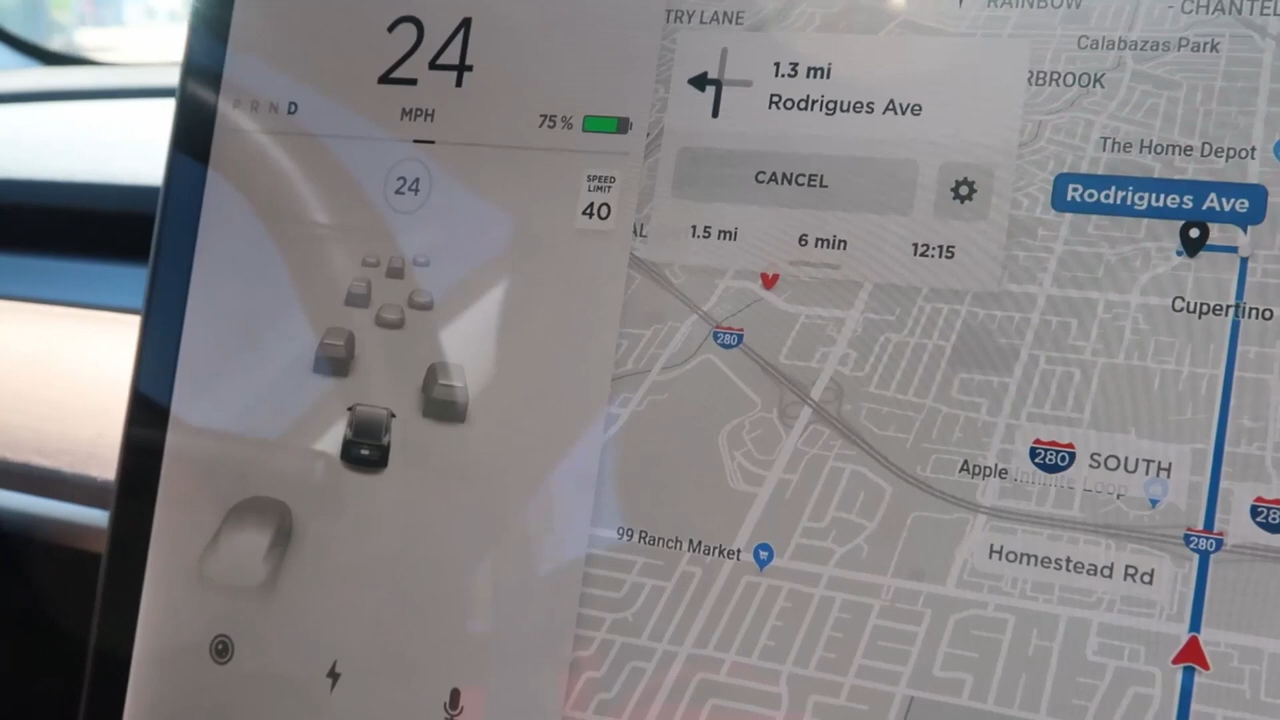 24
MPH
P R N D
75 %
24
SPEED
LIMIT
40
TRY LANE
1.3 mi
Rodrigues Ave
CANCEL
1.5 mi
6 min
12:15
RAINBOW
- CHANTEL
Calabazas Park
RBROOK
The Home Depot
Rodrigues Ave
Cupertino
280
280 SOUTH
Apple Infinite Loop
28
280
99 Ranch Market
Homestead Rd